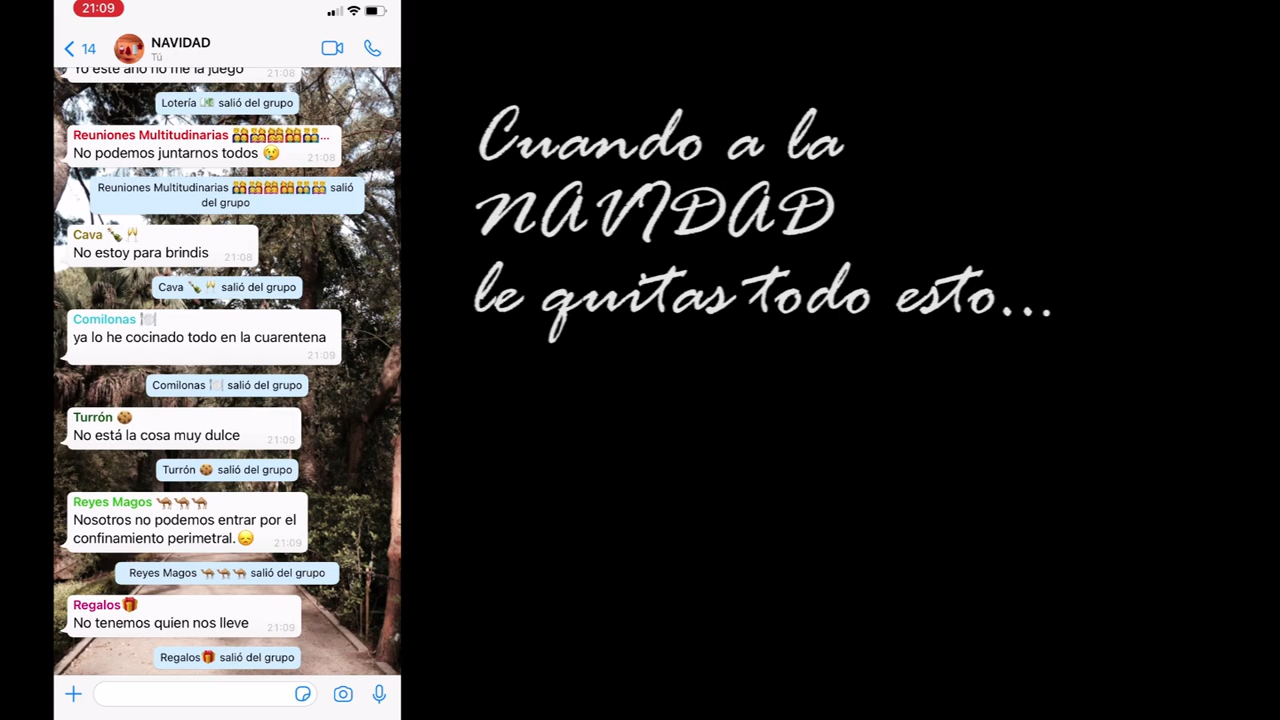 21:09
14
NAVIDAD
Tú
Yo este año no me la juego
21:08
Lotería 💵 salió del grupo
Reuniones Multitudinarias 👭👭👭👭👭...
No podemos juntarnos todos 😢
21:08
Reuniones Multitudinarias 👭👭👭👭👭👭 salió
del grupo
Cava 🍾 🥂
No estoy para brindis
21:08
Cava 🍾 🥂 salió del grupo
Comilonas 🍽️
ya lo he cocinado todo en la cuarentena
21:09
Comilonas 🍽️ salió del grupo
Turrón 🍪
No está la cosa muy dulce
21:09
Turrón 🍪 salió del grupo
Reyes Magos 🐪🐪🐪
Nosotros no podemos entrar por el
confinamiento perimetral.😞
21:09
Reyes Magos 🐪🐪🐪 salió del grupo
Regalos🎁
No tenemos quien nos lleve
21:09
Regalos🎁 salió del grupo
Cuando a la
NAVIDAD
le quitas todo esto...